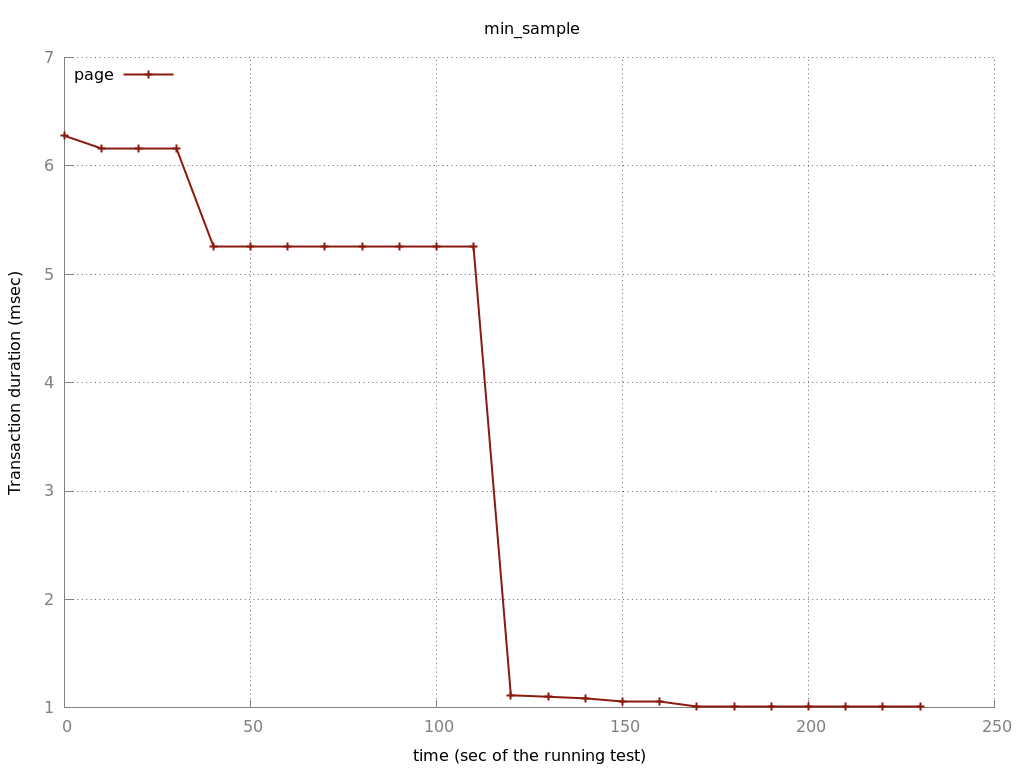 min_sample
page
7
6
5
4
3
2
1
Transaction duration (msec)
0 50 100 150 200 250
time (sec of the running test)